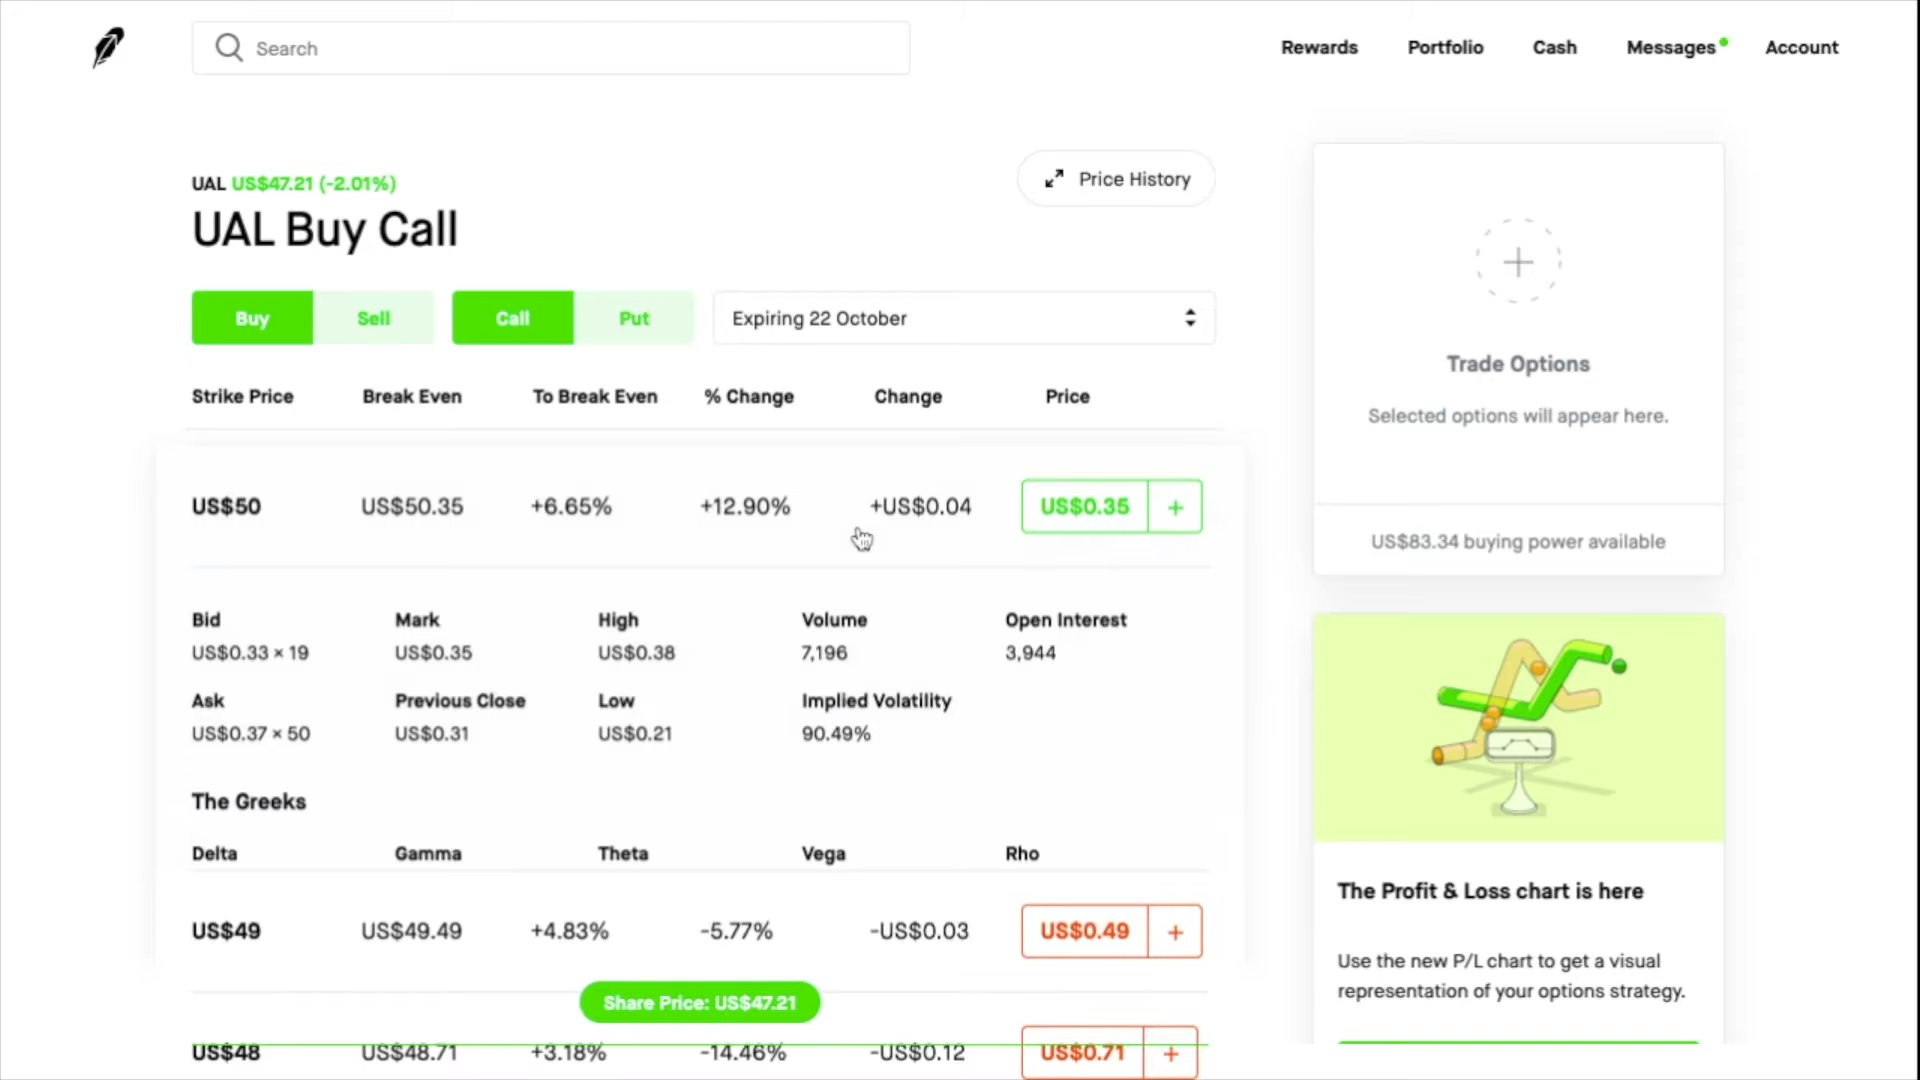 Search
Rewards Portfolio Cash Messages Account
UAL US$47.21 (-2.01%)
Price History
UAL Buy Call
Buy Sell Call Put Expiring 22 October
Strike Price Break Even To Break Even % Change Change Price
US$50 US$50.35 +6.65% +12.90% +US$0.04 US$0.35 +
Bid Mark High Volume Open Interest
US$0.33 × 19 US$0.35 US$0.38 7,196 3,944
Ask Previous Close Low Implied Volatility
US$0.37 × 50 US$0.31 US$0.21 90.49%
The Greeks
Delta Gamma Theta Vega Rho
US$49 US$49.49 +4.83% -5.77% -US$0.03 US$0.49 +
Share Price: US$47.21
US$48 US$48.71 +3.18% -14.46% -US$0.12 US$0.71 +
Trade Options
Selected options will appear here.
US$83.34 buying power available
The Profit & Loss chart is here
Use the new P/L chart to get a visual
representation of your options strategy.